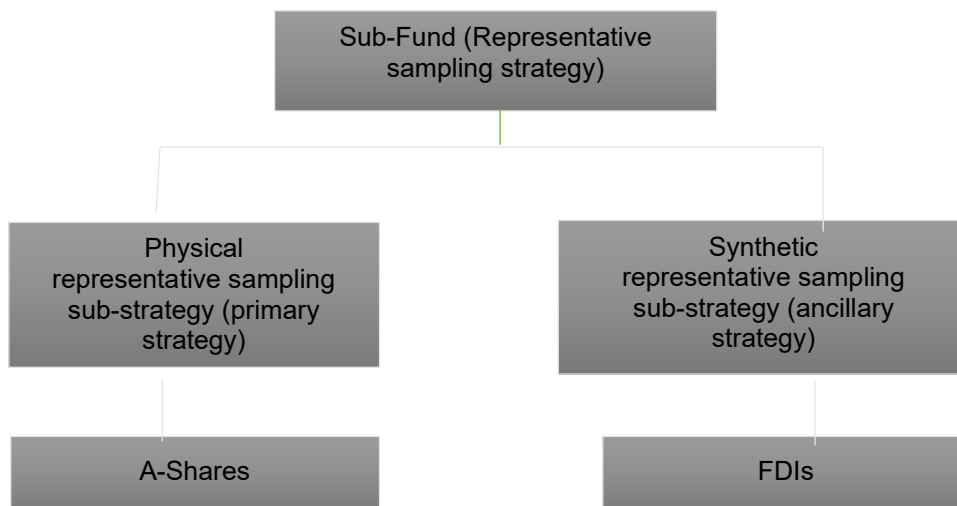 Sub-Fund (Representative
sampling strategy)
Physical
representative sampling
sub-strategy (primary
strategy)
Synthetic
representative sampling
sub-strategy (ancillary
strategy)
A-Shares
FDIs